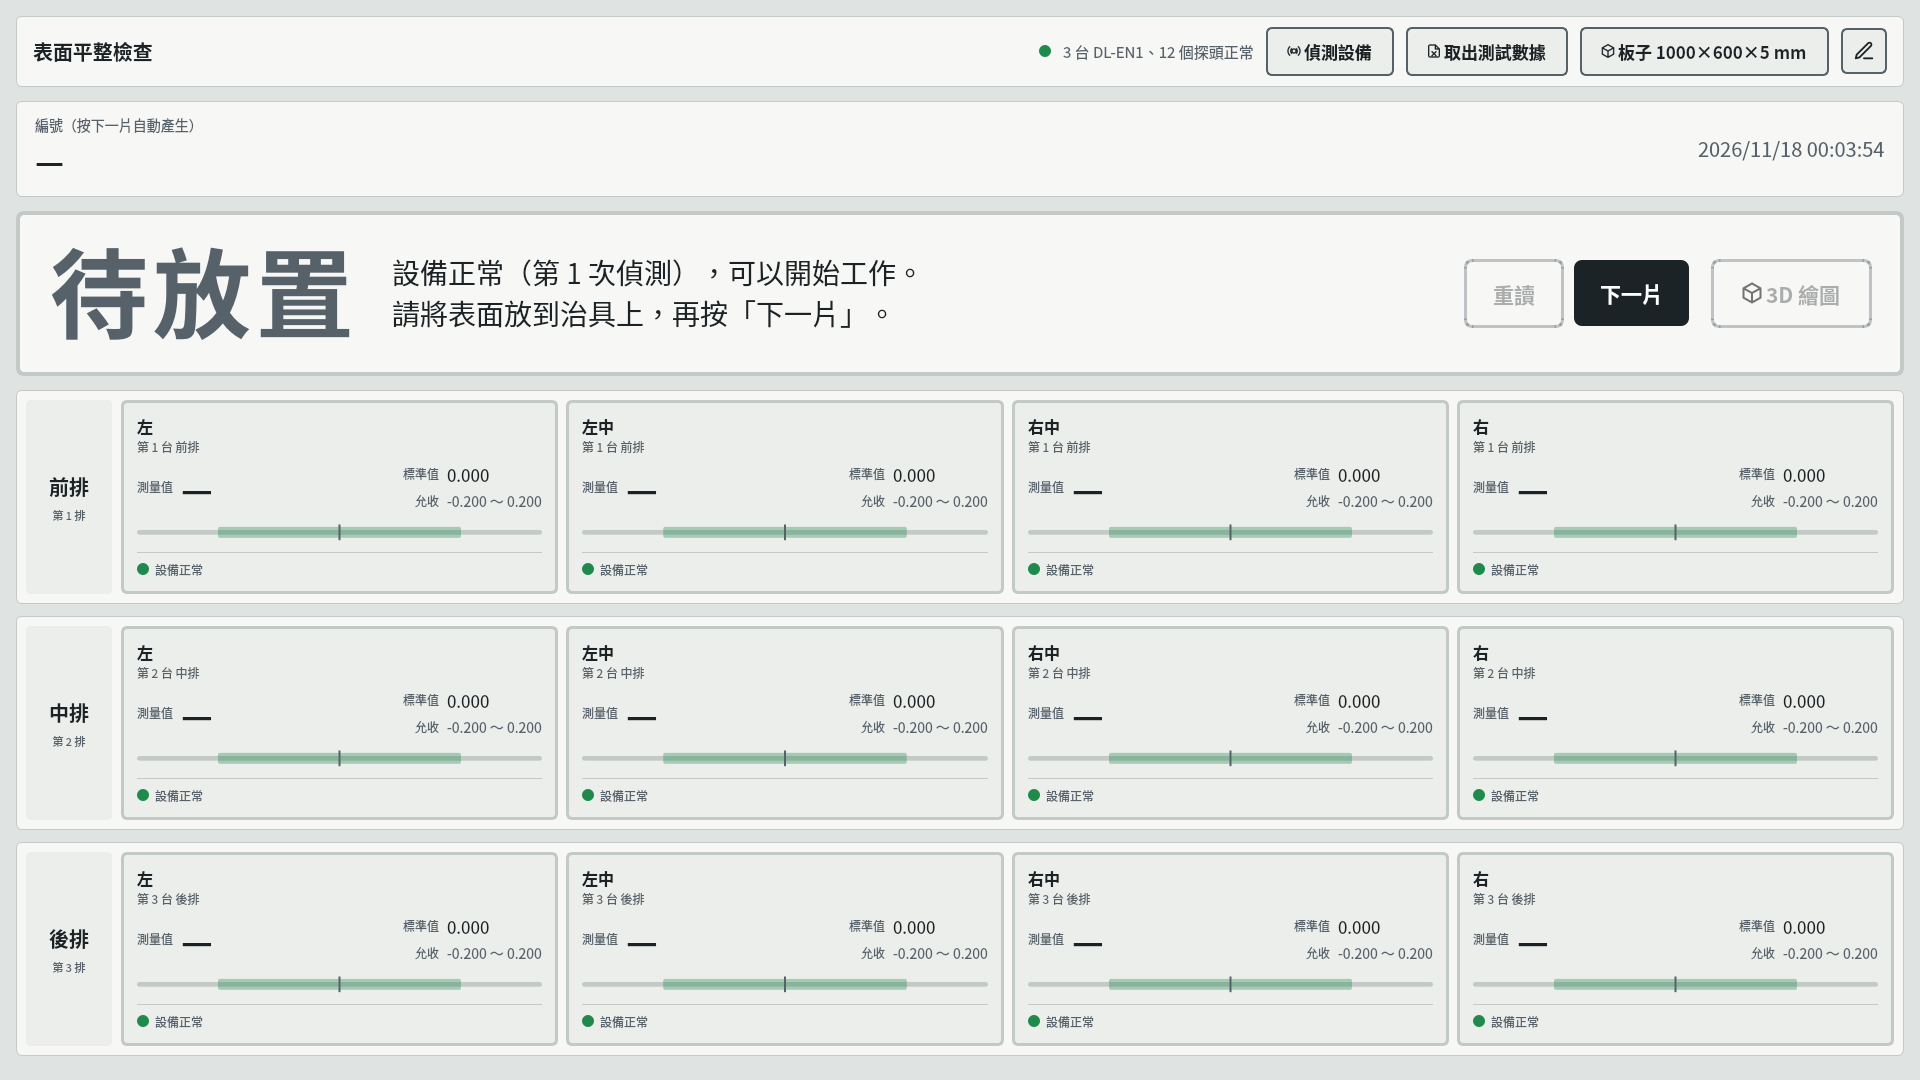 表面平整檢查
3 台 DL-EN1、12 個探頭正常
偵測設備
取出測試數據
板子 1000×600×5 mm
編號（按下一片自動產生）
—
2026/11/18 00:03:54
待放置
設備正常（第 1 次偵測），可以開始工作。
請將表面放到治具上，再按「下一片」。
重讀
下一片
3D 繪圖
前排
第 1 排
左
第 1 台 前排
測量值 —
標準值 0.000
允收 -0.200 ～ 0.200
設備正常
左中
第 1 台 前排
測量值 —
標準值 0.000
允收 -0.200 ～ 0.200
設備正常
右中
第 1 台 前排
測量值 —
標準值 0.000
允收 -0.200 ～ 0.200
設備正常
右
第 1 台 前排
測量值 —
標準值 0.000
允收 -0.200 ～ 0.200
設備正常
中排
第 2 排
左
第 2 台 中排
測量值 —
標準值 0.000
允收 -0.200 ～ 0.200
設備正常
左中
第 2 台 中排
測量值 —
標準值 0.000
允收 -0.200 ～ 0.200
設備正常
右中
第 2 台 中排
測量值 —
標準值 0.000
允收 -0.200 ～ 0.200
設備正常
右
第 2 台 中排
測量值 —
標準值 0.000
允收 -0.200 ～ 0.200
設備正常
後排
第 3 排
左
第 3 台 後排
測量值 —
標準值 0.000
允收 -0.200 ～ 0.200
設備正常
左中
第 3 台 後排
測量值 —
標準值 0.000
允收 -0.200 ～ 0.200
設備正常
右中
第 3 台 後排
測量值 —
標準值 0.000
允收 -0.200 ～ 0.200
設備正常
右
第 3 台 後排
測量值 —
標準值 0.000
允收 -0.200 ～ 0.200
設備正常